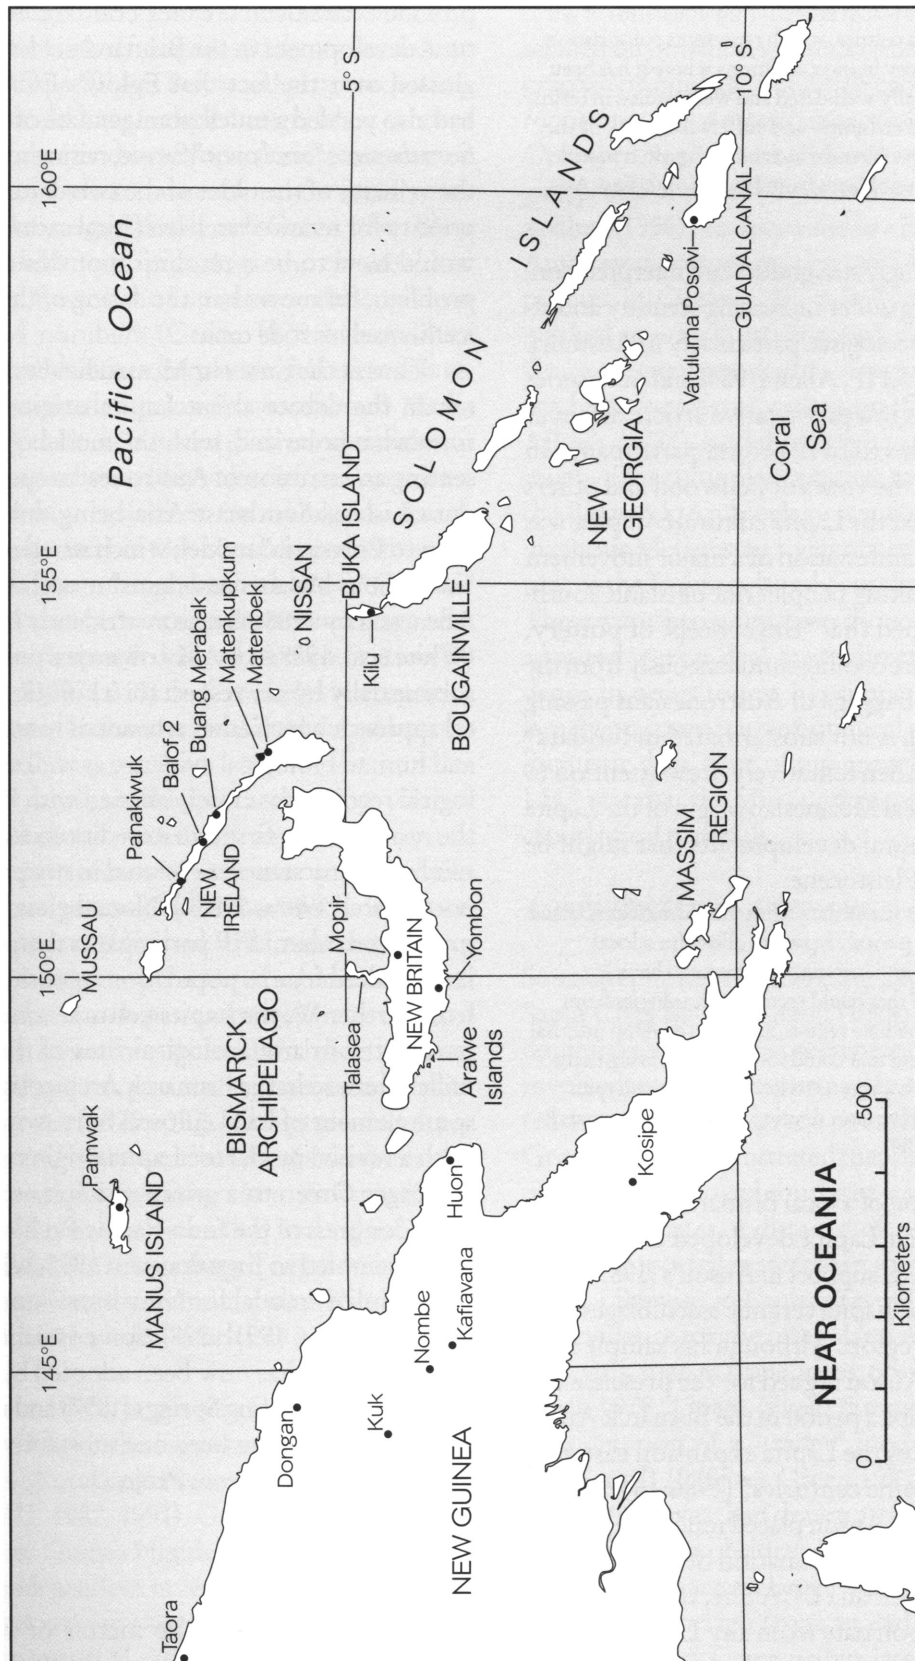 145°E
150°E
155°E
160°E
5° S
10° S
Pacific Ocean
MUSSAU
Pamwak
MANUS ISLAND
BISMARCK
ARCHIPELAGO
Panakiwuk
Balof 2
Buang Merabak
Matenkupkum
Matenbek
NEW
IRELAND
NISSAN
BUKA ISLAND
Kilu
BOUGAINVILLE
SOLOMON ISLANDS
Talasea
Mopir
NEW BRITAIN
Yombon
Arawe
Islands
Taora
Dongan
Kuk
Nombe
Kafiavana
Huon
NEW GUINEA
Kosipe
NEW
GEORGIA
Vatuluma Posovi
GUADALCANAL
MASSIM
REGION
Coral
Sea
NEAR OCEANIA
0 500
Kilometers